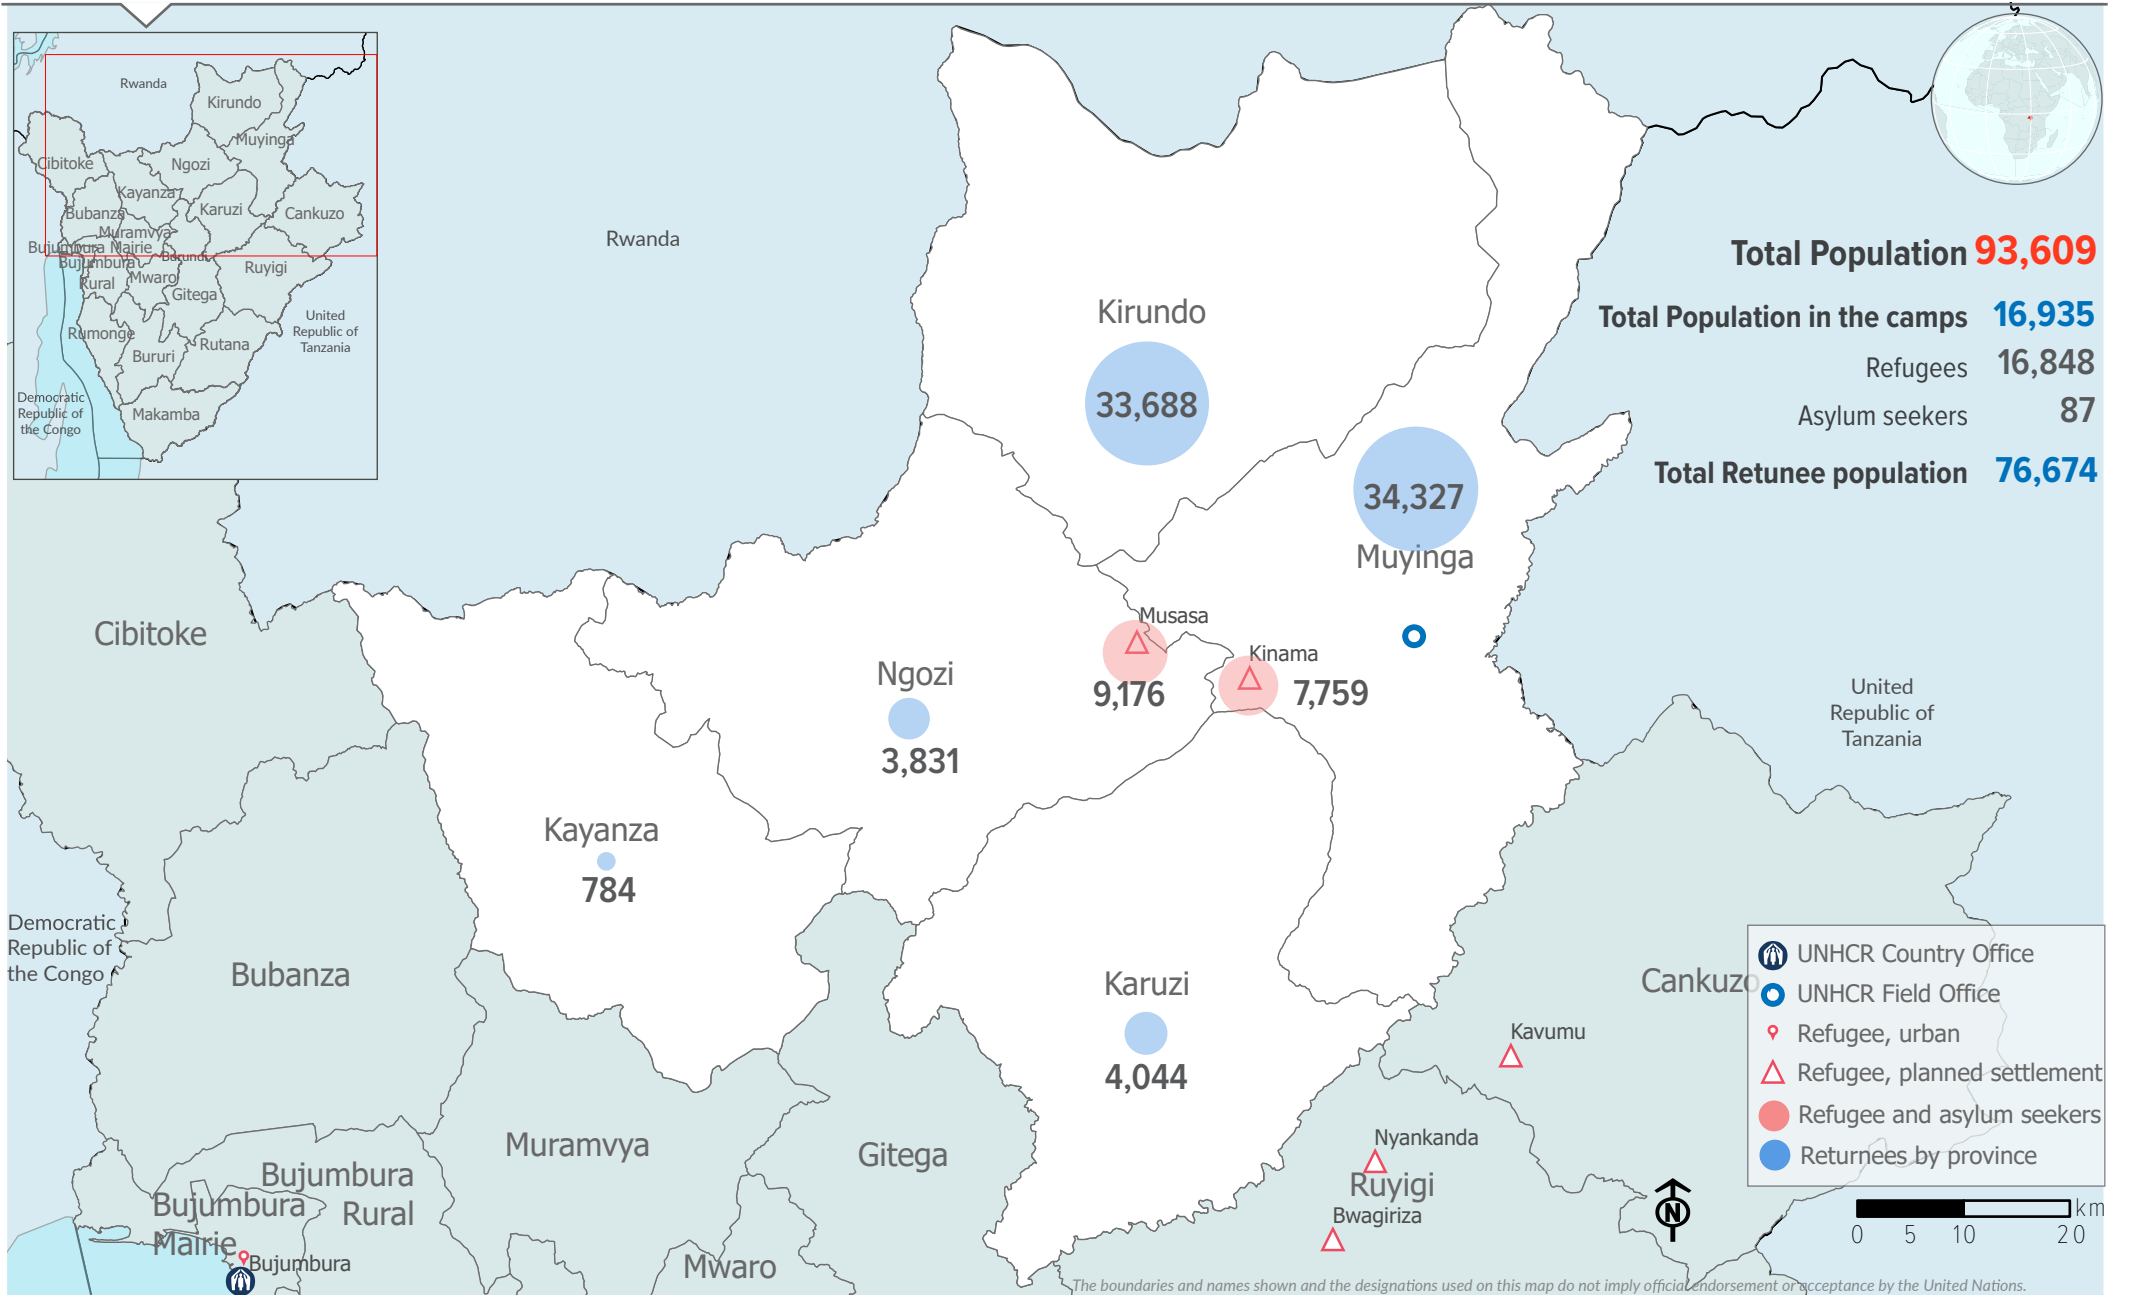 Rwanda
Kirundo
Muyinga
Cibitoke
Ngozi
Kayanza
Bubanza
Karuzi
Cankuzo
Muramvya
Bujumbura Mairie
Burundi
Bujumbura
Rural
Mwaro
Ruyigi
Gitega
United
Republic of
Tanzania
Rumonge
Bururi
Rutana
Democratic
Republic of
the Congo
Makamba
Rwanda
Total Population 93,609
Total Population in the camps 16,935
Refugees 16,848
Asylum seekers 87
Total Retunee population 76,674
Kirundo
33,688
34,327
Muyinga
Cibitoke
Musasa
9,176
Kinama
7,759
Ngozi
3,831
United
Republic of
Tanzania
Kayanza
784
Democratic
Republic of
the Congo
Bubanza
Karuzi
4,044
Cankuzo
Kavumu
Muramvya
Gitega
Nyankanda
Ruyigi
Bwagiriza
Bujumbura
Rural
Bujumbura
Mairie
Bujumbura
Mwaro
UNHCR Country Office
UNHCR Field Office
Refugee, urban
Refugee, planned settlement
Refugee and asylum seekers
Returnees by province
N
km
0 5 10 20
The boundaries and names shown and the designations used on this map do not imply official endorsement or acceptance by the United Nations.